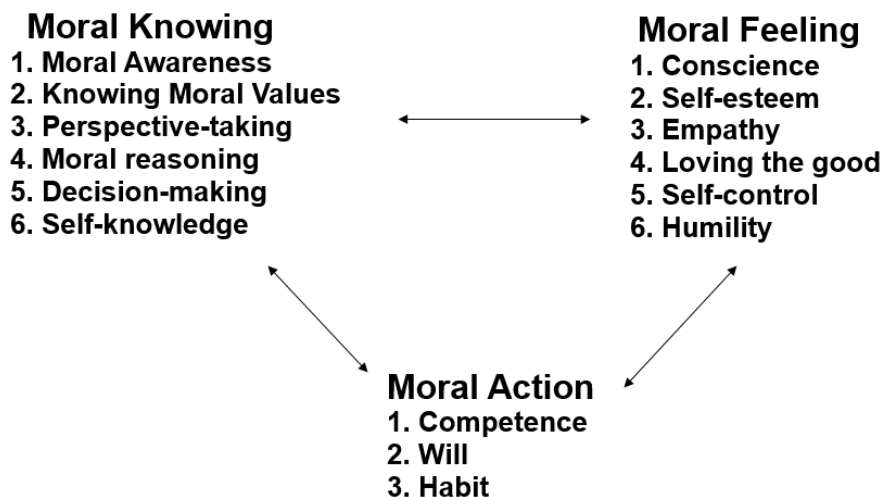 Moral Knowing
1. Moral Awareness
2. Knowing Moral Values
3. Perspective-taking
4. Moral reasoning
5. Decision-making
6. Self-knowledge
Moral Feeling
1. Conscience
2. Self-esteem
3. Empathy
4. Loving the good
5. Self-control
6. Humility
Moral Action
1. Competence
2. Will
3. Habit